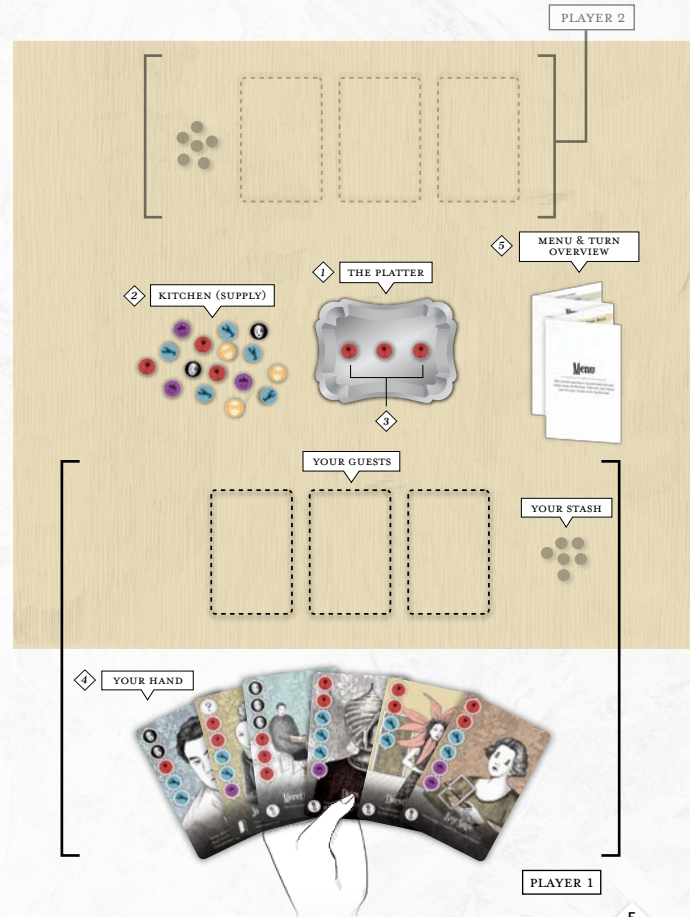 PLAYER 2
5
MENU & TURN
OVERVIEW
1
THE PLATTER
2
KITCHEN (SUPPLY)
Menu
3
YOUR GUESTS
YOUR STASH
4
YOUR HAND
?
PLAYER 1
5